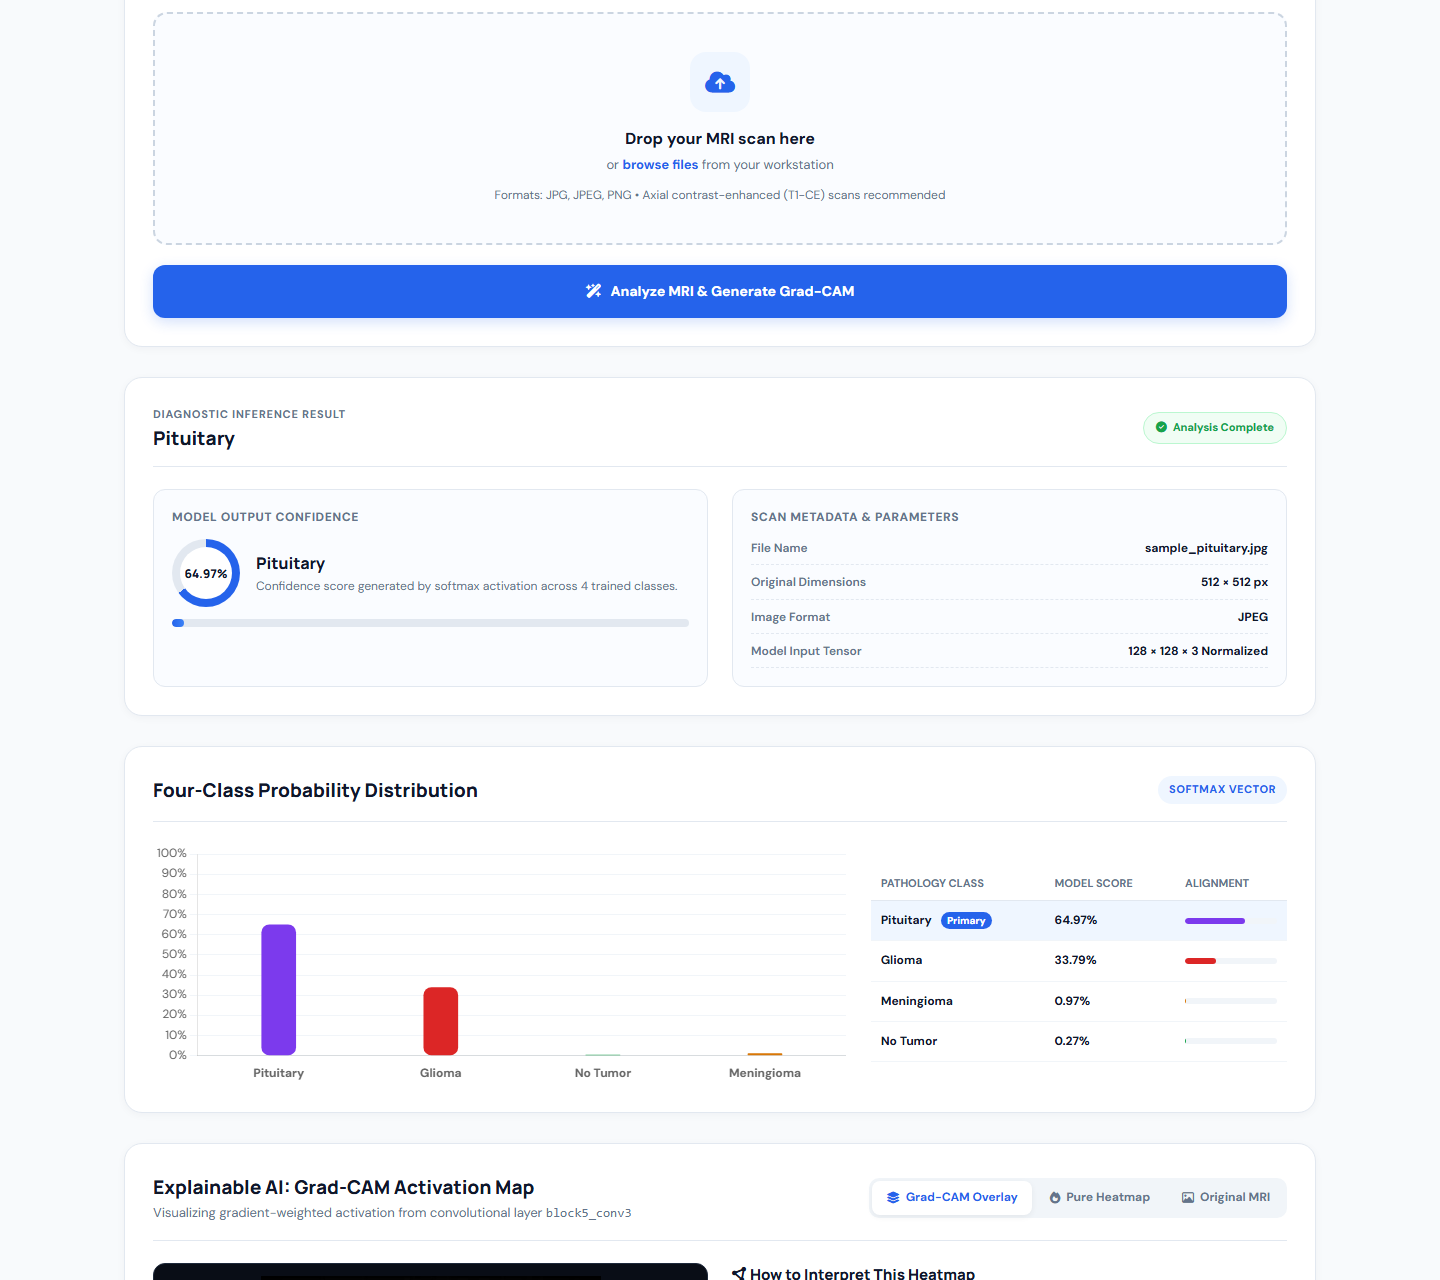 Drop your MRI scan here
or browse files from your workstation
Formats: JPG, JPEG, PNG • Axial contrast-enhanced (T1-CE) scans recommended
Analyze MRI & Generate Grad-CAM
DIAGNOSTIC INFERENCE RESULT
Pituitary
Analysis Complete
MODEL OUTPUT CONFIDENCE
64.97%
Pituitary
Confidence score generated by softmax activation across 4 trained classes.
SCAN METADATA & PARAMETERS
File Name sample_pituitary.jpg
Original Dimensions 512 × 512 px
Image Format JPEG
Model Input Tensor 128 × 128 × 3 Normalized
Four-Class Probability Distribution
SOFTMAX VECTOR
100%
90%
80%
70%
60%
50%
40%
30%
20%
10%
0%
Pituitary Glioma No Tumor Meningioma
PATHOLOGY CLASS MODEL SCORE ALIGNMENT
Pituitary Primary 64.97%
Glioma 33.79%
Meningioma 0.97%
No Tumor 0.27%
Explainable AI: Grad-CAM Activation Map
Visualizing gradient-weighted activation from convolutional layer block5_conv3
Grad-CAM Overlay Pure Heatmap Original MRI
How to Interpret This Heatmap